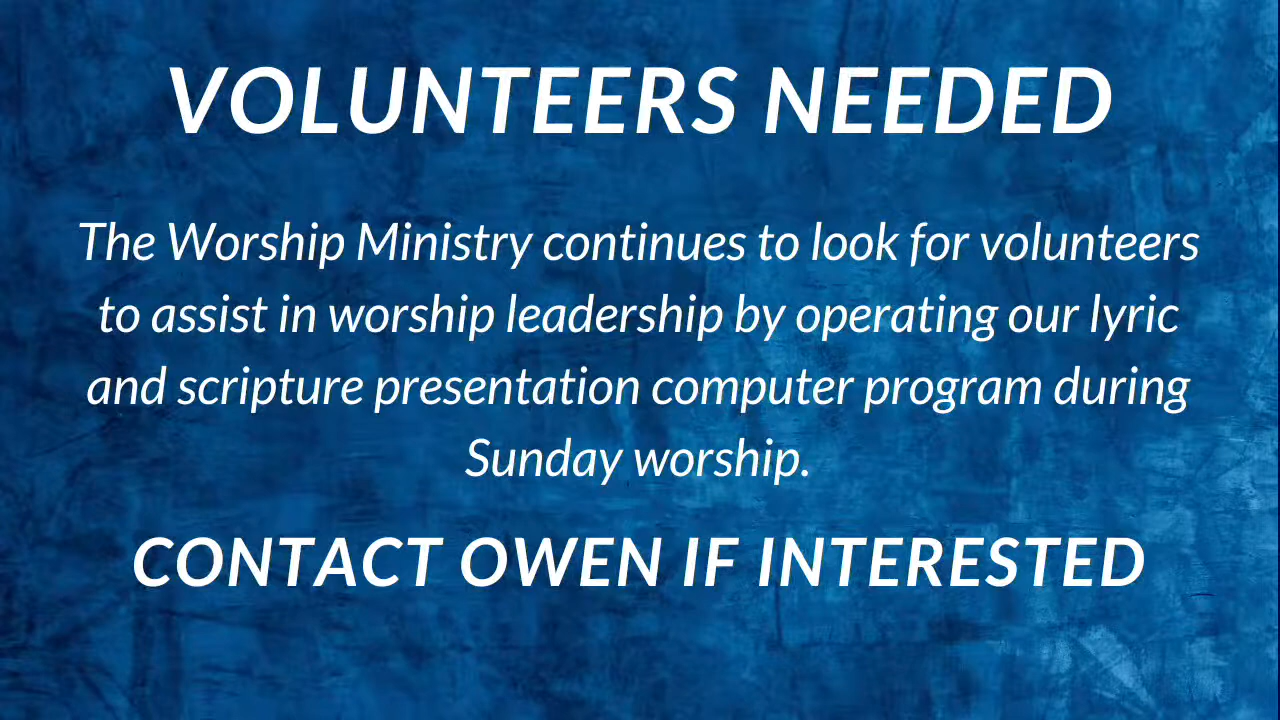 VOLUNTEERS NEEDED
The Worship Ministry continues to look for volunteers
to assist in worship leadership by operating our lyric
and scripture presentation computer program during
Sunday worship.
CONTACT OWEN IF INTERESTED